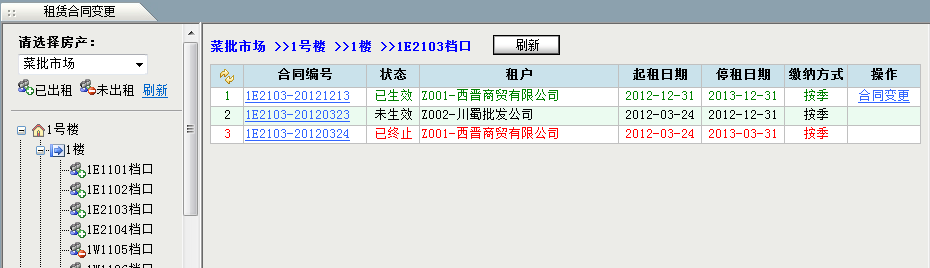 租赁合同变更
请选择房产：
菜批市场
已出租 未出租 刷新
1号楼
1楼
1E1101档口
1E1102档口
1E2103档口
1E2104档口
1W1105档口
菜批市场 >>1号楼 >>1楼 >>1E2103档口 刷新
合同编号 状态 租户 起租日期 停租日期 缴纳方式 操作
1 1E2103-20121213 已生效 Z001-西晋商贸有限公司 2012-12-31 2013-12-31 按季 合同变更
2 1E2103-20120323 未生效 Z002-川蜀批发公司 2012-03-24 2012-12-31 按季
3 1E2103-20120324 已终止 Z001-西晋商贸有限公司 2012-03-24 2013-03-31 按季